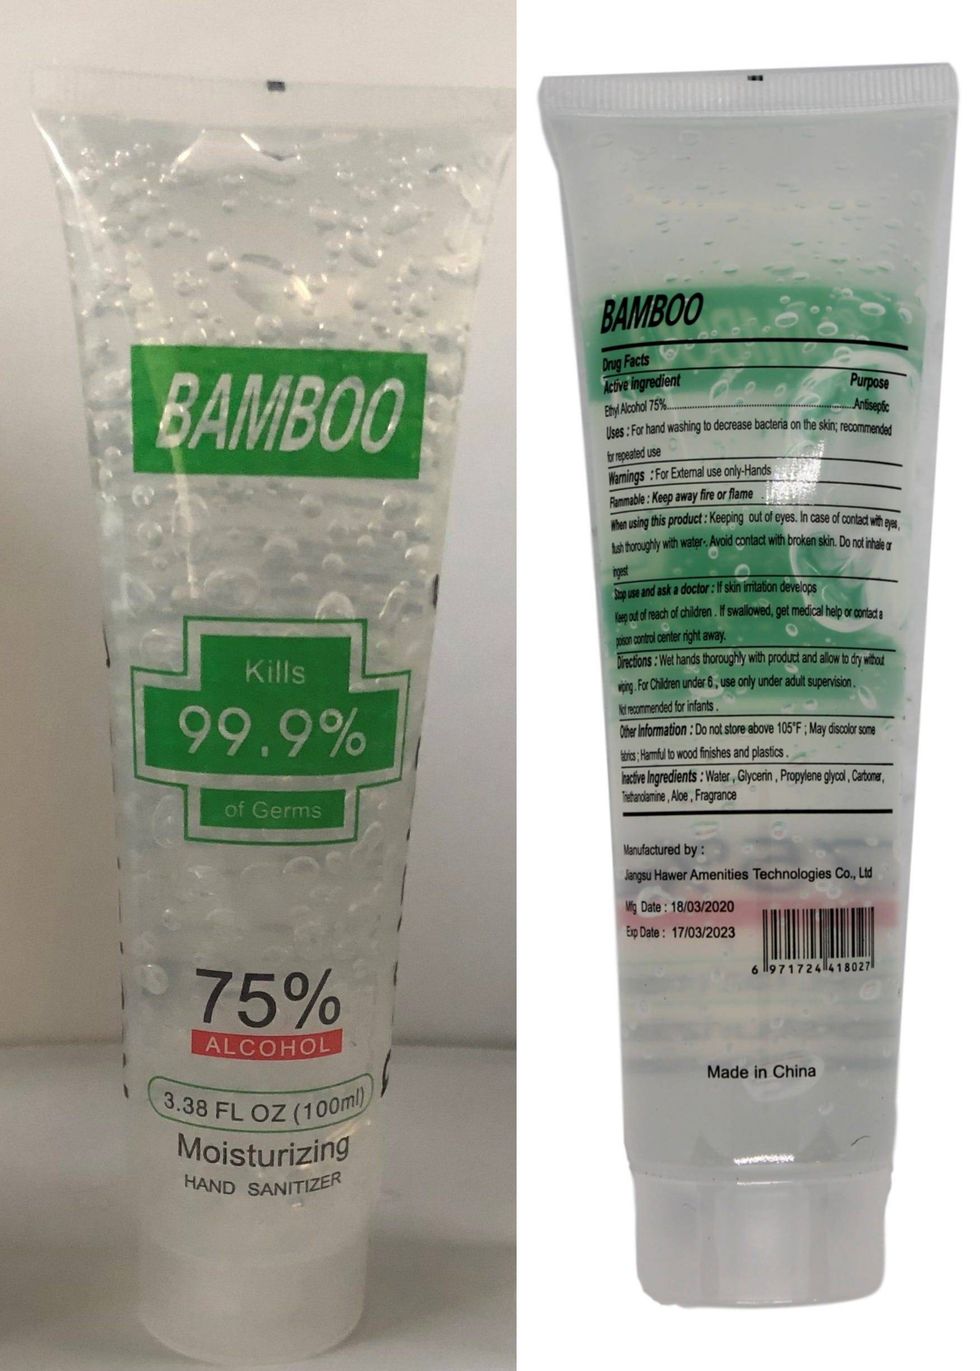 BAMBOO
Kills
99.9%
of Germs
75%
ALCOHOL
3.38 FL OZ (100ml)
Moisturizing
HAND SANITIZER
BAMBOO
Drug Facts
Active ingredient Purpose
Ethyl Alcohol 75%........................................................Antiseptic
Uses : For hand washing to decrease bacteria on the skin; recommended
for repeated use
Warnings : For External use only-Hands
Flammable : Keep away fire or flame
When using this product : Keeping out of eyes. In case of contact with eyes,
flush thoroughly with water-. Avoid contact with broken skin. Do not inhale or
ingest
Stop use and ask a doctor : If skin irritation develops
Keep out of reach of children . If swallowed, get medical help or contact a
poison control center right away.
Directions : Wet hands thoroughly with product and allow to dry without
wiping . For Children under 6 , use only under adult supervision .
Not recommended for infants .
Other Information : Do not store above 105°F ; May discolor some
fabrics ; Harmful to wood finishes and plastics .
Inactive Ingredients : Water , Glycerin , Propylene glycol , Carbomer,
Triethanolamine , Aloe , Fragrance
Manufactured by :
Jiangsu Hawer Amenities Technologies Co., Ltd
Mfg Date : 18/03/2020
Exp Date : 17/03/2023
6 971724 418027
Made in China